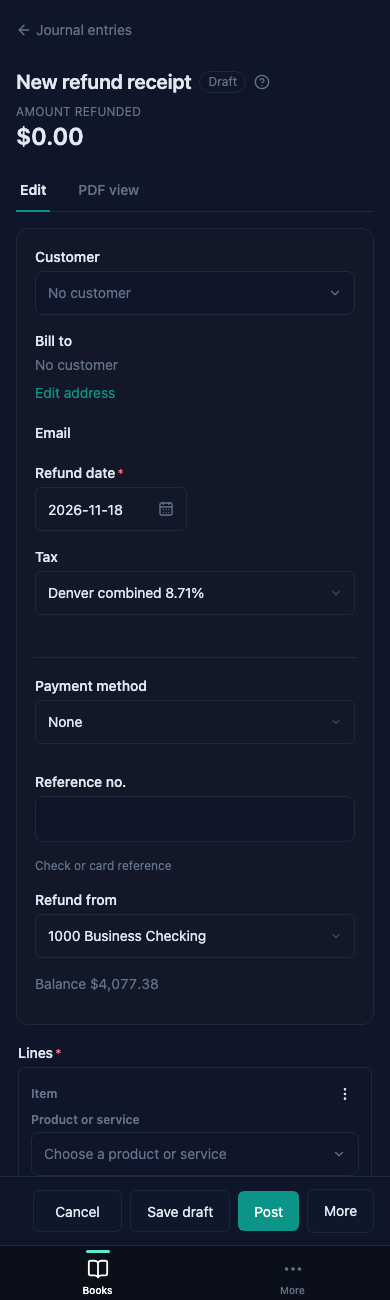 Journal entries
New refund receipt Draft
AMOUNT REFUNDED
$0.00
Edit PDF view
Customer
No customer
Bill to
No customer
Edit address
Email
Refund date *
2026-11-18
Tax
Denver combined 8.71%
Payment method
None
Reference no.
Check or card reference
Refund from
1000 Business Checking
Balance $4,077.38
Lines *
Item
Product or service
Choose a product or service
Cancel Save draft Post More
Books More